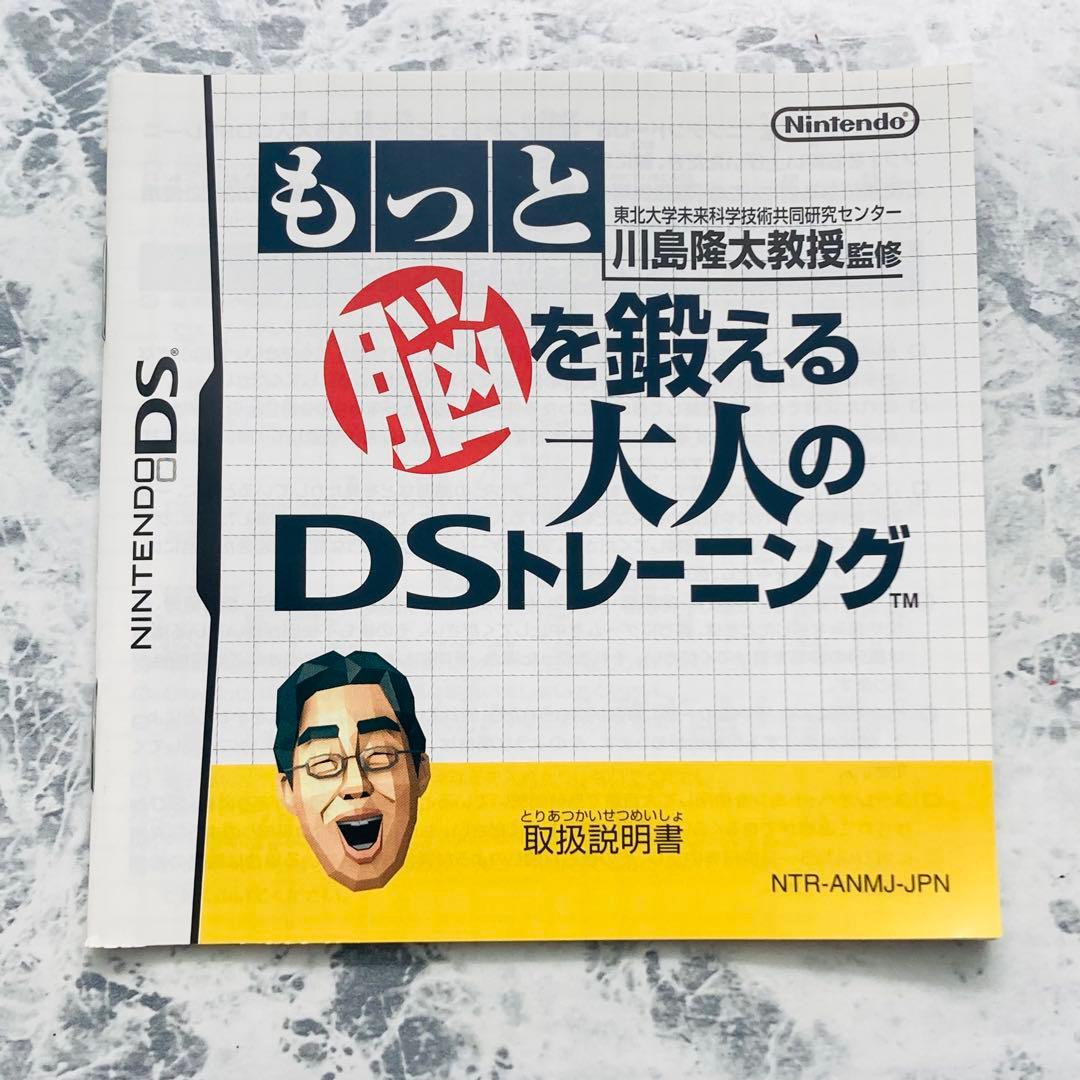 Nintendo®
もっと
東北大学未来科学技術共同研究センター
川島隆太教授監修
脳を鍛える
大人の
DSトレーニング™
NINTENDO DS®
とりあつかいせつめいしょ
取扱説明書
NTR-ANMJ-JPN